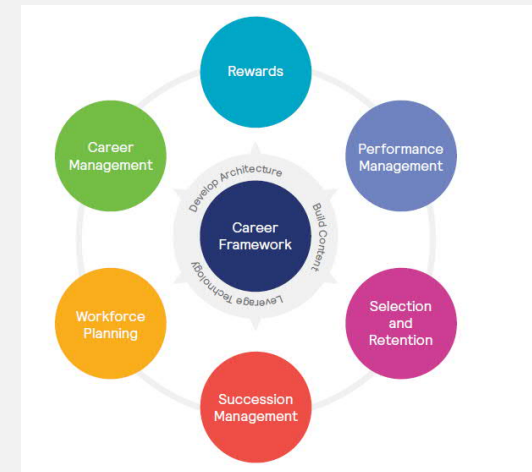 Rewards
Career
Management
Performance
Management
Develop Architecture
Build Content
Leverage Technology
Career
Framework
Workforce
Planning
Selection
and
Retention
Succession
Management